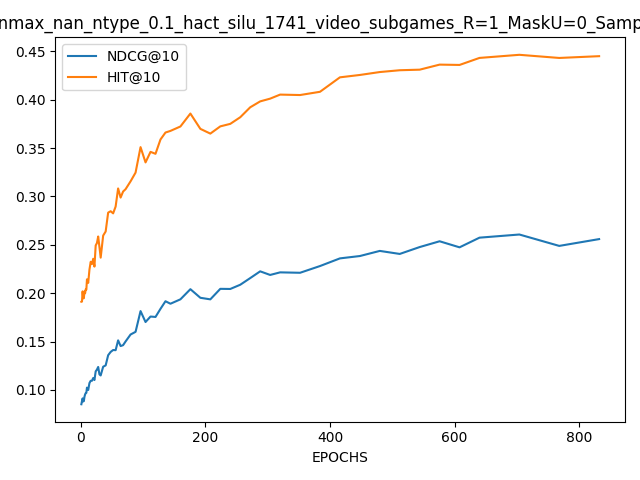 nmax_nan_ntype_0.1_hact_silu_1741_video_subgames_R=1_MaskU=0_Samp
NDCG@10
HIT@10
0.45
0.40
0.35
0.30
0.25
0.20
0.15
0.10
0 200 400 600 800
EPOCHS